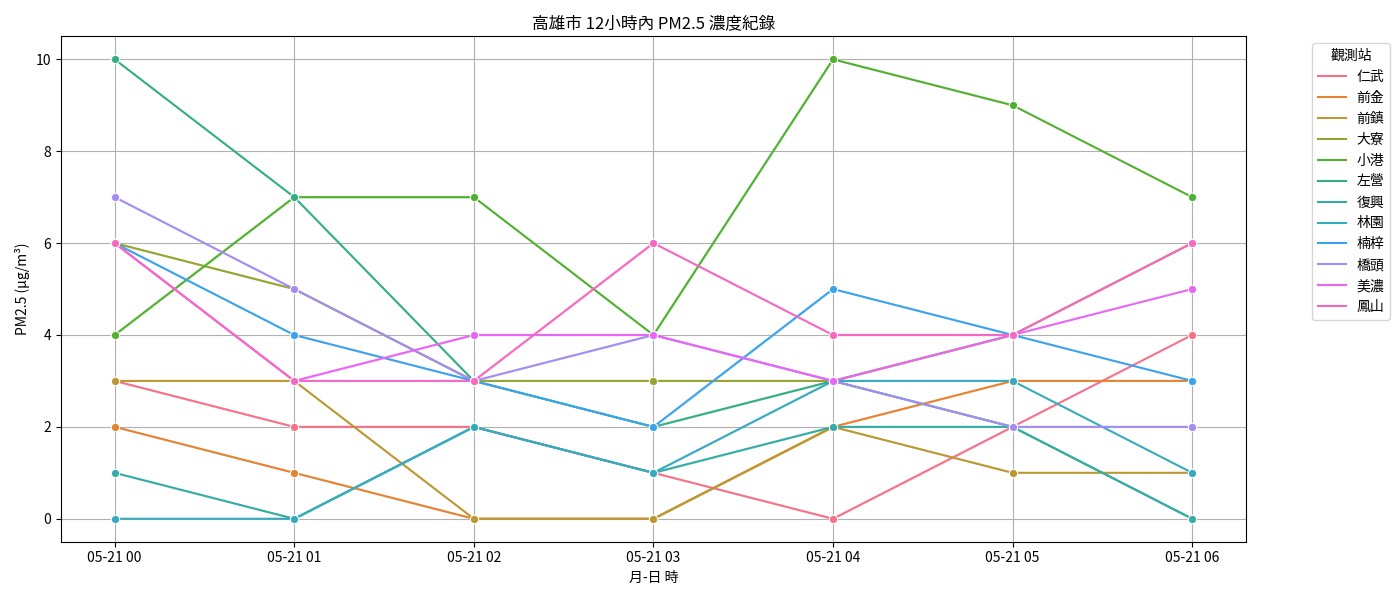 高雄市 12小時內 PM2.5 濃度紀錄
PM2.5 (μg/m³)
10
8
6
4
2
0
05-21 00
05-21 01
05-21 02
05-21 03
05-21 04
05-21 05
05-21 06
月-日 時
觀測站
仁武
前金
前鎮
大寮
小港
左營
復興
林園
楠梓
橋頭
美濃
鳳山